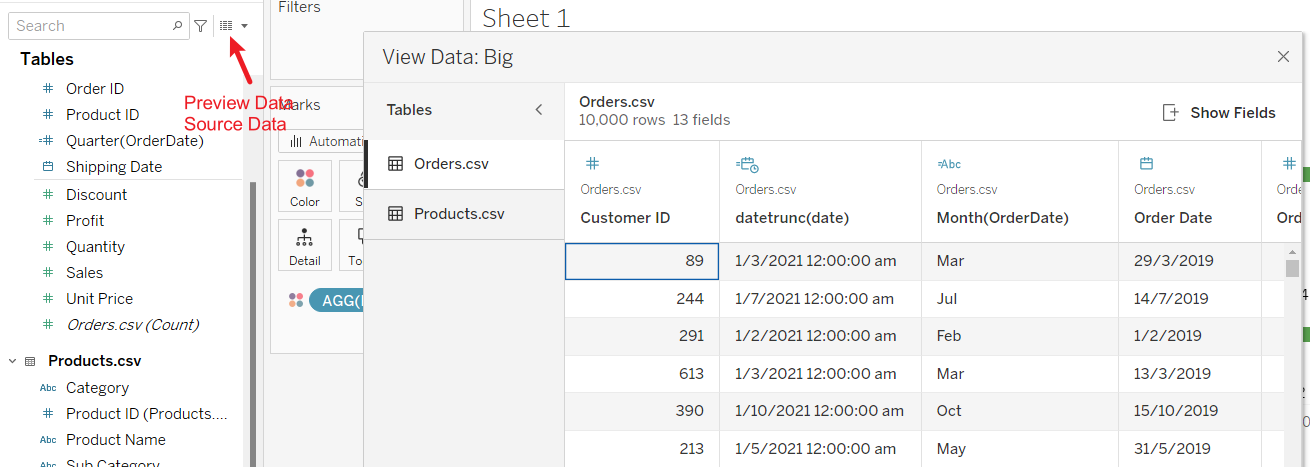 Search
Tables
Order ID
Product ID
Quarter(OrderDate)
Shipping Date
Discount
Profit
Quantity
Sales
Unit Price
Orders.csv (Count)
Products.csv
Abc Category
Product ID (Products....
Abc Product Name
Abc Sub Category
Preview Data
Source Data
Filters
Marks
Color
Detail
AGG(
Sheet 1
View Data: Big
Tables
Orders.csv
Products.csv
Orders.csv
10,000 rows 13 fields
Show Fields
Orders.csv Orders.csv Abc Orders.csv Orders.csv
Customer ID datetrunc(date) Month(OrderDate) Order Date
89 1/3/2021 12:00:00 am Mar 29/3/2019
244 1/7/2021 12:00:00 am Jul 14/7/2019
291 1/2/2021 12:00:00 am Feb 1/2/2019
613 1/3/2021 12:00:00 am Mar 13/3/2019
390 1/10/2021 12:00:00 am Oct 15/10/2019
213 1/5/2021 12:00:00 am May 31/5/2019